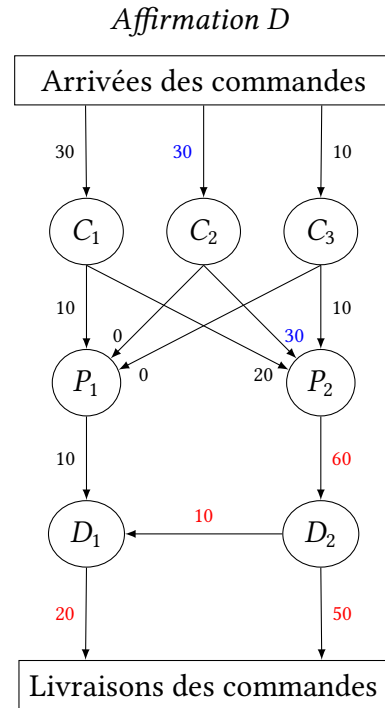 Affirmation D
Arrivées des commandes
30 30 10
C1 C2 C3
10 0 0 20 30 10
P1 P2
10 60
D1 10 D2
20 50
Livraisons des commandes